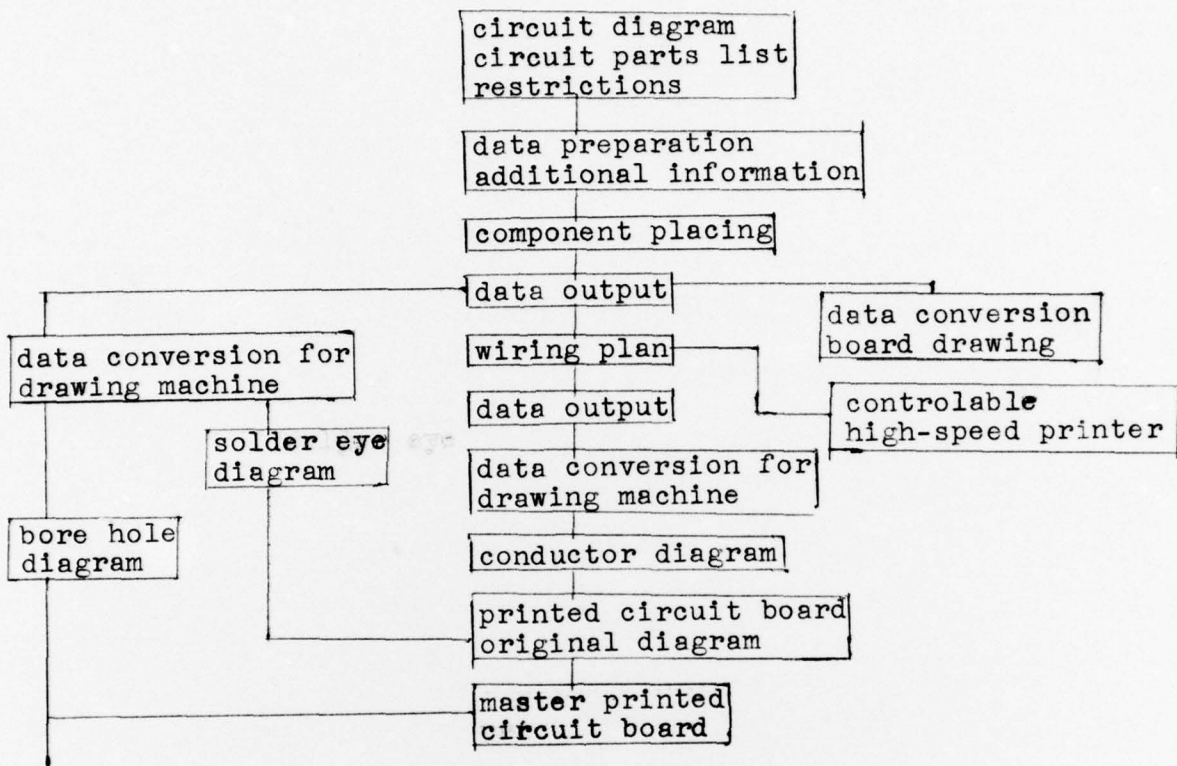 circuit diagram
circuit parts list
restrictions
data preparation
additional information
component placing
data output
data conversion
board drawing
data conversion for
drawing machine
wiring plan
controlable
high-speed printer
data output
solder eye
diagram
data conversion for
drawing machine
bore hole
diagram
conductor diagram
printed circuit board
original diagram
master printed
circuit board